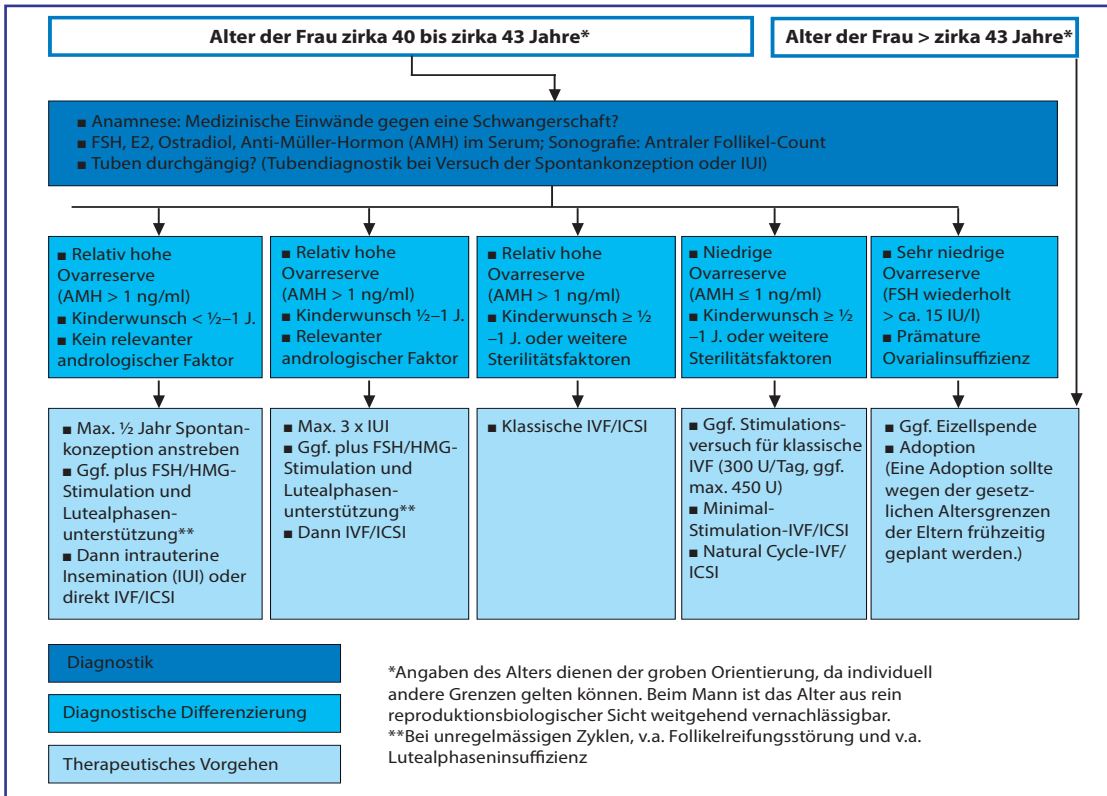 Alter der Frau zirka 40 bis zirka 43 Jahre*
Alter der Frau > zirka 43 Jahre*
■ Anamnese: Medizinische Einwände gegen eine Schwangerschaft?
■ FSH, E2, Ostradiol, Anti-Müller-Hormon (AMH) im Serum; Sonografie: Antraler Follikel-Count
■ Tuben durchgängig? (Tubendiagnostik bei Versuch der Spontankonzeption oder IUI)
■ Relativ hohe
Ovarreserve
(AMH > 1 ng/ml)
■ Kinderwunsch < ½–1 J.
■ Kein relevanter
andrologischer Faktor
■ Relativ hohe
Ovarreserve
(AMH > 1 ng/ml)
■ Kinderwunsch ½–1 J.
■ Relevanter
andrologischer Faktor
■ Relativ hohe
Ovarreserve
(AMH > 1 ng/ml)
■ Kinderwunsch ≥ ½
–1 J. oder weitere
Sterilitätsfaktoren
■ Niedrige
Ovarreserve
(AMH ≤ 1 ng/ml)
■ Kinderwunsch ≥ ½
–1 J. oder weitere
Sterilitätsfaktoren
■ Sehr niedrige
Ovarreserve
(FSH wiederholt
> ca. 15 IU/l)
■ Prämature
Ovarialinsuffizienz
■ Max. ½ Jahr Spontan-
konzeption anstreben
■ Ggf. plus FSH/HMG-
Stimulation und
Lutealphasen-
unterstützung**
■ Dann intrauterine
Insemination (IUI) oder
direkt IVF/ICSI
■ Max. 3 x IUI
■ Ggf. plus FSH/HMG-
Stimulation und
Lutealphasen-
unterstützung**
■ Dann IVF/ICSI
■ Klassische IVF/ICSI
■ Ggf. Stimulations-
versuch für klassische
IVF (300 U/Tag, ggf.
max. 450 U)
■ Minimal-
Stimulation-IVF/ICSI
■ Natural Cycle-IVF/
ICSI
■ Ggf. Eizellspende
■ Adoption
(Eine Adoption sollte
wegen der gesetz-
lichen Altersgrenzen
der Eltern frühzeitig
geplant werden.)
Diagnostik
Diagnostische Differenzierung
Therapeutisches Vorgehen
*Angaben des Alters dienen der groben Orientierung, da individuell
andere Grenzen gelten können. Beim Mann ist das Alter aus rein
reproduktionsbiologischer Sicht weitgehend vernachlässigbar.
**Bei unregelmässigen Zyklen, v.a. Follikelreifungsstörung und v.a.
Lutealphaseninsuffizienz